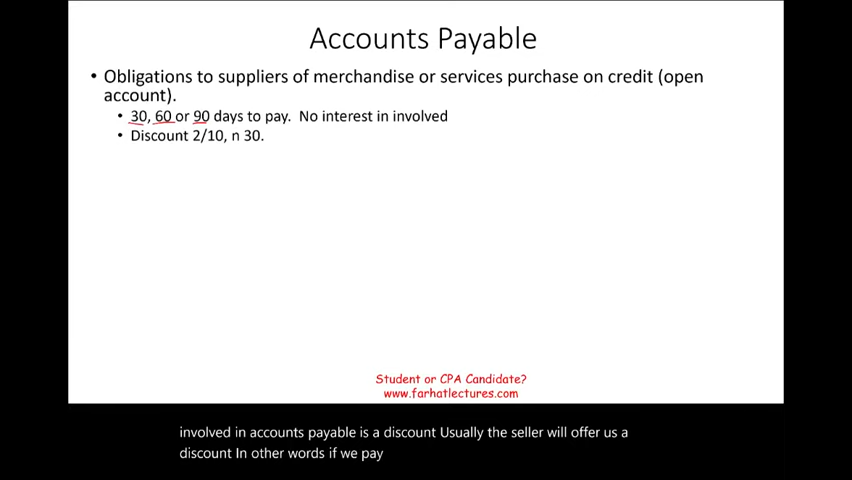 Accounts Payable
• Obligations to suppliers of merchandise or services purchase on credit (open
account).
• 30, 60 or 90 days to pay. No interest in involved
• Discount 2/10, n 30.
Student or CPA Candidate?
www.farhatlectures.com
involved in accounts payable is a discount Usually the seller will offer us a
discount In other words if we pay